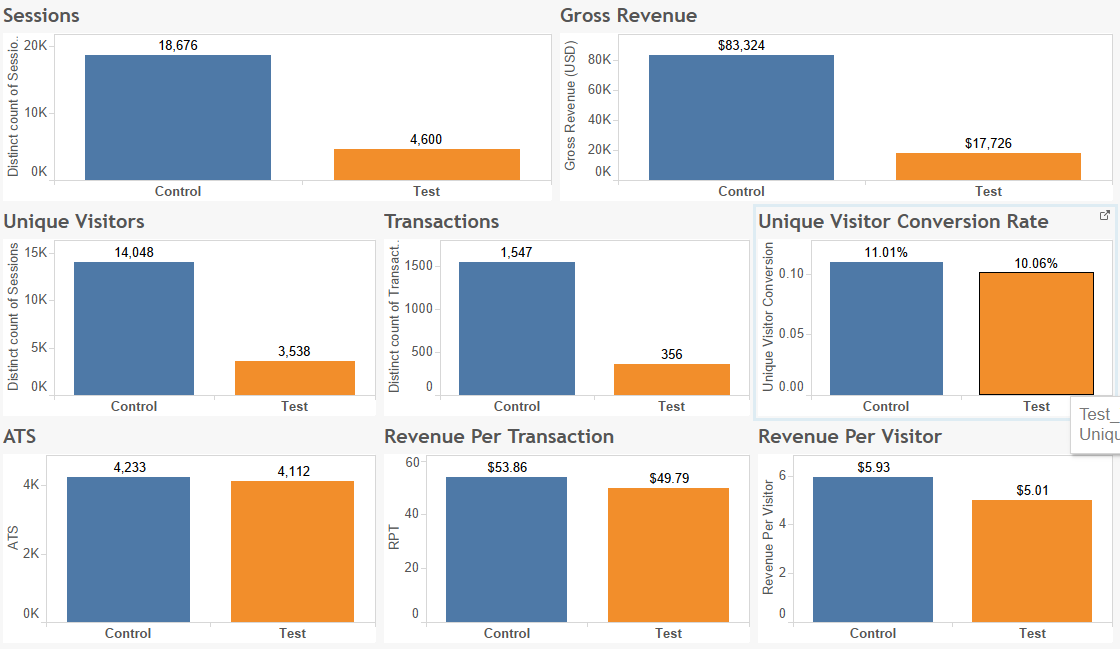 Sessions
Distinct count of Sessio..
20K
10K
0K
18,676
4,600
Control
Test
Gross Revenue
Gross Revenue (USD)
80K
60K
40K
20K
0K
$83,324
$17,726
Control
Test
Unique Visitors
Distinct count of Sessions
15K
10K
5K
0K
14,048
3,538
Control
Test
Transactions
Distinct count of Transact..
1500
1000
500
0
1,547
356
Control
Test
Unique Visitor Conversion Rate
Unique Visitor Conversion
0.10
0.05
0.00
11.01%
10.06%
Control
Test
Test_
Uniqu
ATS
ATS
4K
2K
0K
4,233
4,112
Control
Test
Revenue Per Transaction
RPT
60
40
20
0
$53.86
$49.79
Control
Test
Revenue Per Visitor
Revenue Per Visitor
6
4
2
0
$5.93
$5.01
Control
Test